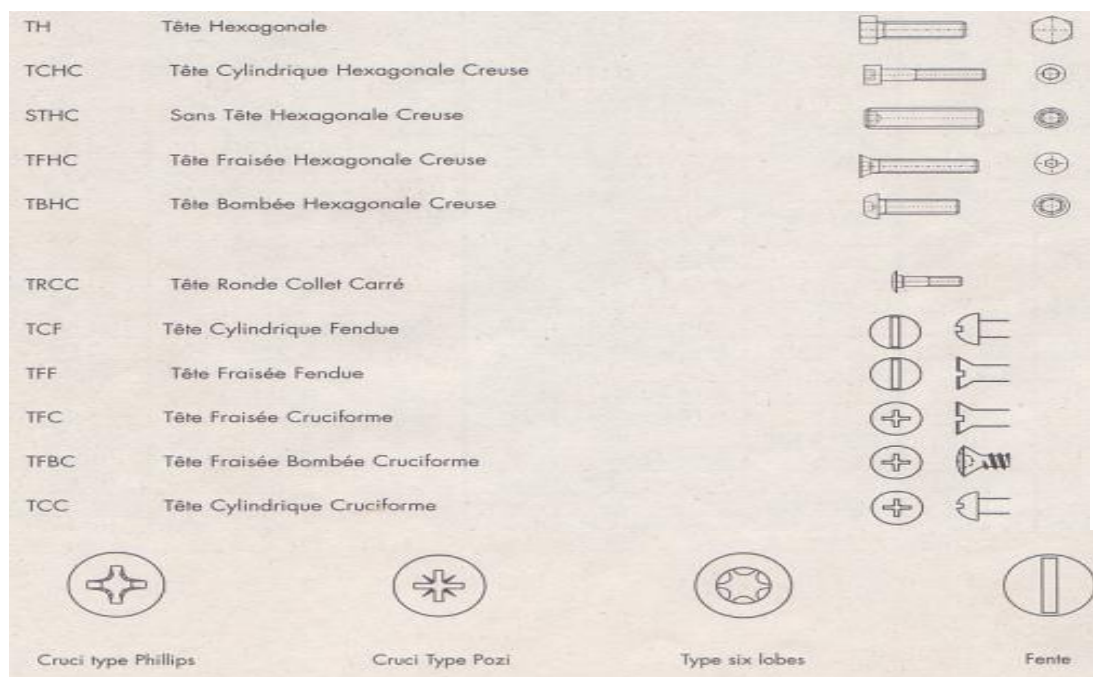 TH Tête Hexagonale
TCHC Tête Cylindrique Hexagonale Creuse
STHC Sans Tête Hexagonale Creuse
TFHC Tête Fraisée Hexagonale Creuse
TBHC Tête Bombée Hexagonale Creuse
TRCC Tête Ronde Collet Carré
TCF Tête Cylindrique Fendue
TFF Tête Fraisée Fendue
TFC Tête Fraisée Cruciforme
TFBC Tête Fraisée Bombée Cruciforme
TCC Tête Cylindrique Cruciforme
Cruci type Phillips Cruci Type Pozi Type six lobes Fente